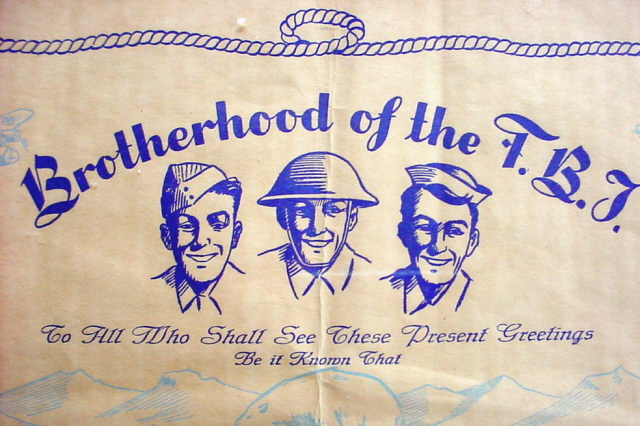 Brotherhood of the F.B.I.
To All Who Shall See These Present Greetings
Be it Known That